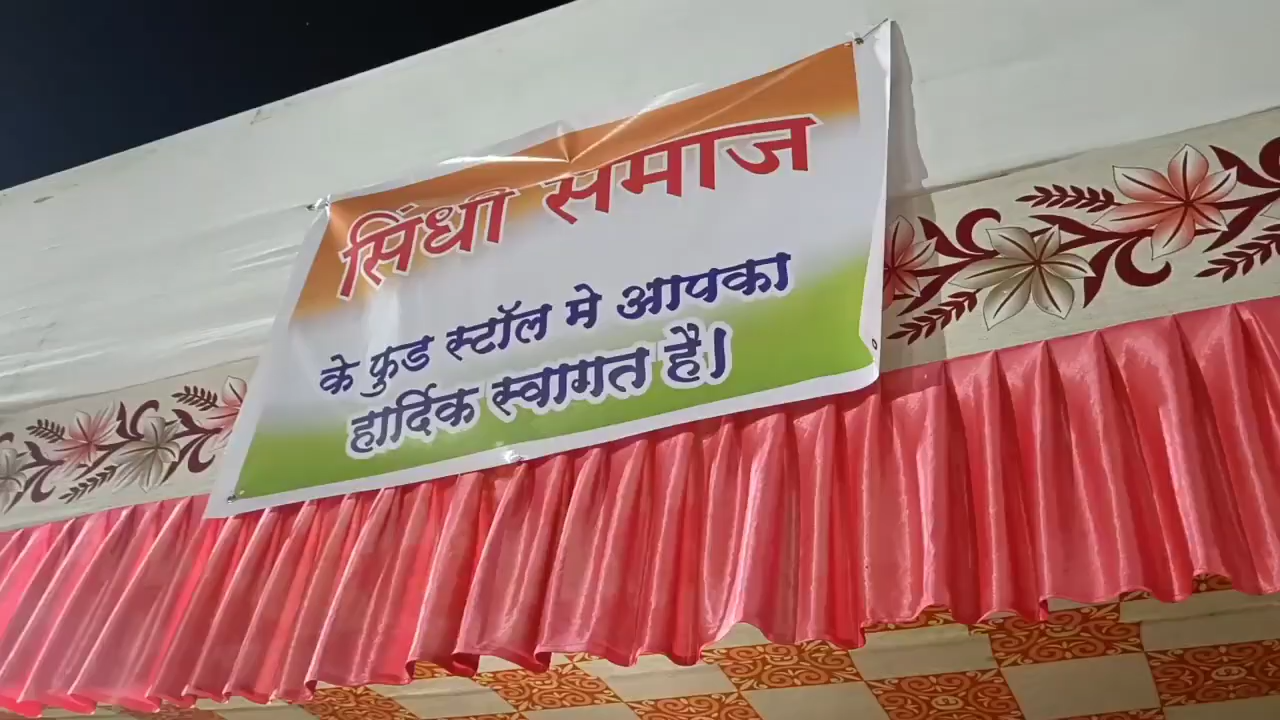 सिंधी समाज
के फुड स्टॉल मे आपका
हार्दिक स्वागत है।